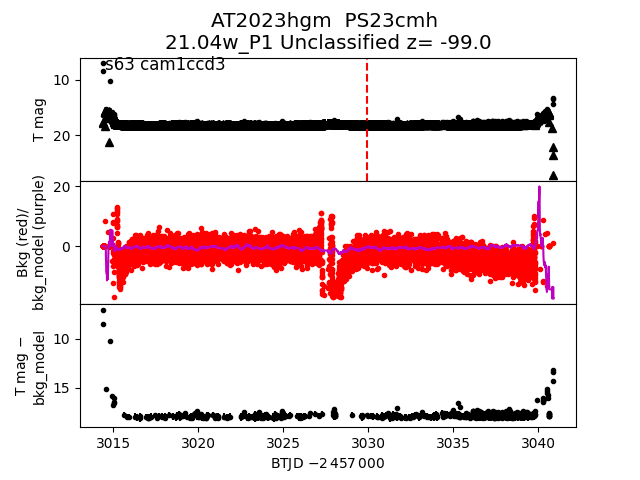 AT2023hgm  PS23cmh
21.04w_P1 Unclassified z= -99.0
s63 cam1ccd3
T mag
10
20
Bkg (red)/
bkg_model (purple)
20
0
T mag −
bkg_model
10
15
3015 3020 3025 3030 3035 3040
BTJD −2 457 000